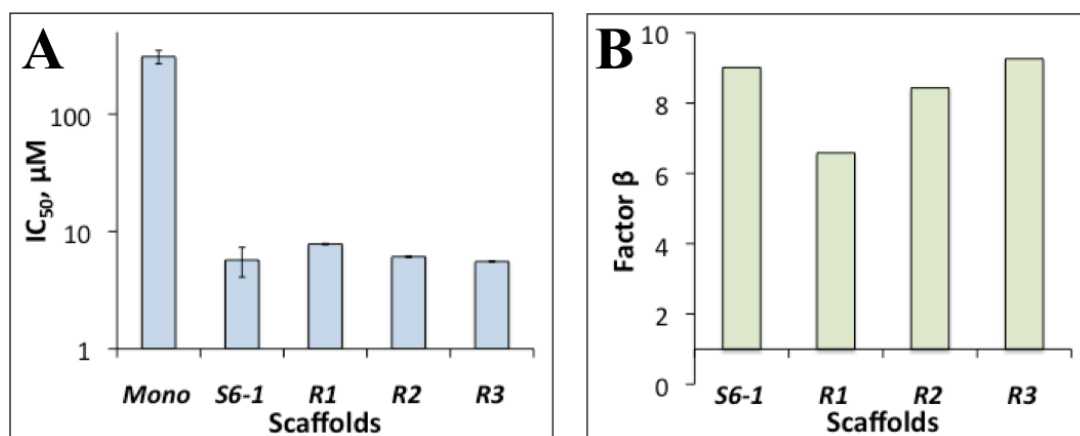 A
IC50, µM
100
10
1
Mono S6-1 R1 R2 R3
Scaffolds
B
Factor β
10
8
6
4
2
0
S6-1 R1 R2 R3
Scaffolds